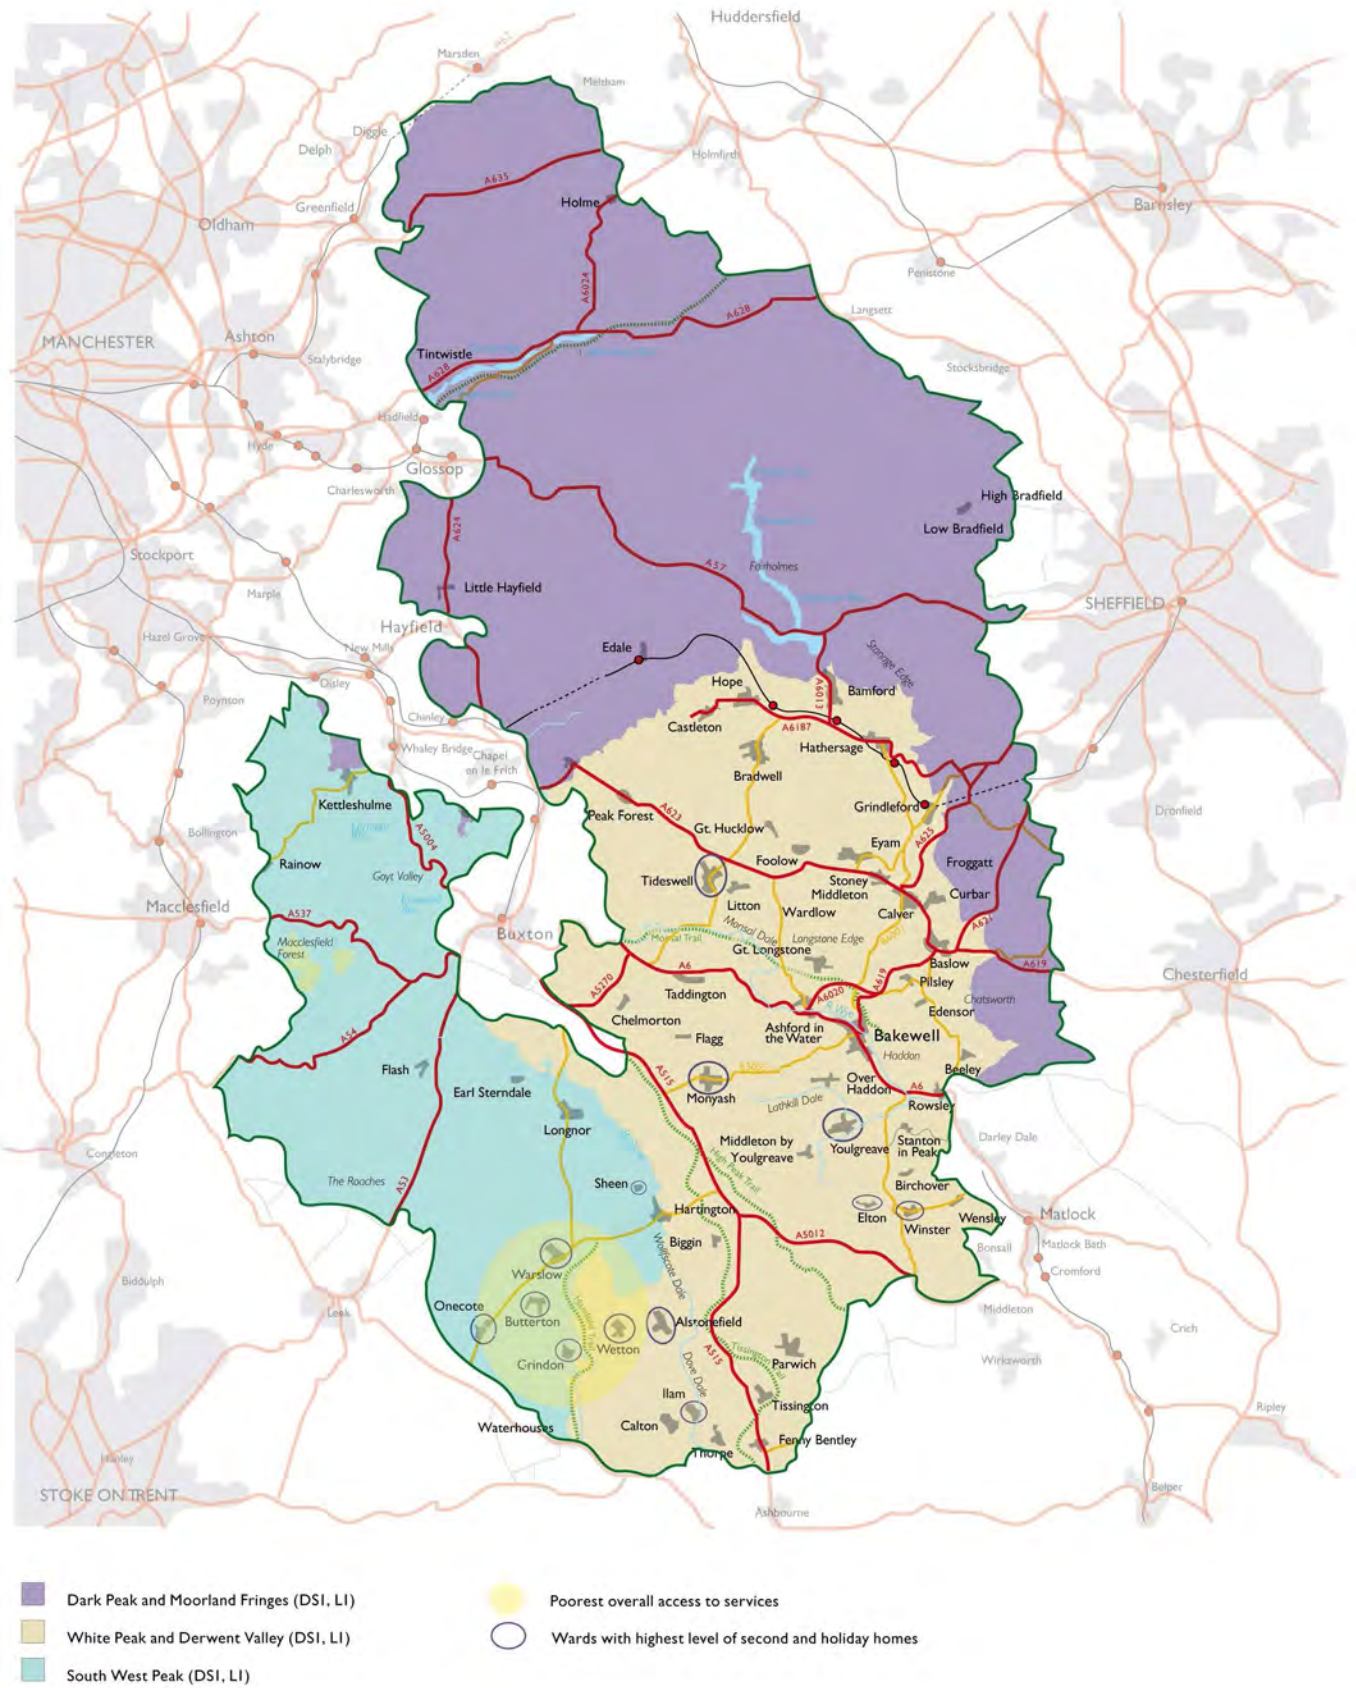 Huddersfield
Marsden
A62
Meltham
Diggle
Delph
Holmfirth
A635
Greenfield
Holme
Barnsley
Oldham
Penistone
A6024
Langsett
A628
MANCHESTER
Ashton
Stalybridge
Tintwistle
Stocksbridge
A628
Hadfield
Hyde
Glossop
Charlesworth
High Bradfield
Low Bradfield
A624
Stockport
A57
Fairholmes
Little Hayfield
Marple
SHEFFIELD
Hayfield
Hazel Grove
New Mills
Edale
Stanage Edge
Disley
Hope
A6013
Bamford
Poynton
Chinley
Castleton
A6187
Whaley Bridge
Hathersage
Chapel
en le Frith
Bradwell
Kettleshulme
Grindleford
Dronfield
Peak Forest
A623
Gt. Hucklow
Bollington
A5004
Eyam
A625
Rainow
Foolow
Froggatt
Goyt Valley
Tideswell
Stoney
Middleton
Curbar
Litton
Macclesfield
Wardlow
Calver
A537
A621
Buxton
Monsal Dale
Monsal Trail
Longstone Edge
Macclesfield
Forest
Gt. Longstone
Baslow
A619
A6
A619
Chesterfield
A5270
Taddington
A6020
Pilsley
Chatsworth
R Wye
Edensor
Chelmorton
Ashford in
the Water
A54
Flagg
Bakewell
Haddon
Flash
A515
Beeley
Earl Sterndale
Monyash
Over
Haddon
A6
Lathkill Dale
Rowsley
Longnor
Middleton by
Youlgreave
Youlgreave
Stanton
in Peak
Darley Dale
Congleton
High Peak Trail
The Roaches
A53
Sheen
Birchover
Hartington
Elton
Winster
Wensley
Matlock
Biggin
A5012
Bonsall
Matlock Bath
Wolfscote Dale
Warslow
Cromford
Biddulph
Onecote
Leek
Butterton
Alstonefield
Middleton
Grindon
Wetton
A515
Tissington
Trail
Crich
Parwich
Wirksworth
Dove Dale
Ilam
Tissington
Calton
Waterhouses
Ripley
Fenny Bentley
Thorpe
Hanley
STOKE ON TRENT
Ashbourne
Belper
Dark Peak and Moorland Fringes (DS1, L1)
Poorest overall access to services
White Peak and Derwent Valley (DS1, L1)
Wards with highest level of second and holiday homes
South West Peak (DS1, L1)